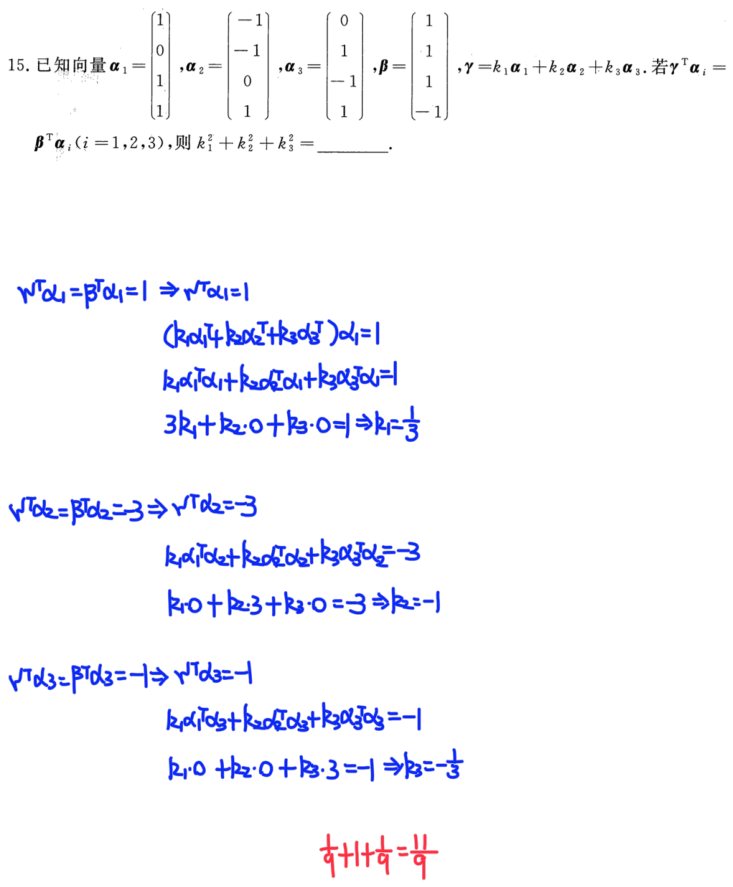 15. 已知向量 α₁ = (1, 0, 1, 1)ᵀ, α₂ = (-1, -1, 0, 1)ᵀ, α₃ = (0, 1, -1, 1)ᵀ, β = (1, 1, 1, -1)ᵀ, γ = k₁α₁ + k₂α₂ + k₃α₃. 若 γᵀαᵢ =
βᵀαᵢ (i = 1,2,3), 则 k₁² + k₂² + k₃² = ________.
γᵀα₁ = βᵀα₁ = 1 ⇒ γᵀα₁ = 1
(k₁α₁ᵀ + k₂α₂ᵀ + k₃α₃ᵀ)α₁ = 1
k₁α₁ᵀα₁ + k₂α₂ᵀα₁ + k₃α₃ᵀα₁ = 1
3k₁ + k₂·0 + k₃·0 = 1 ⇒ k₁ = 1/3
γᵀα₂ = βᵀα₂ = -3 ⇒ γᵀα₂ = -3
k₁α₁ᵀα₂ + k₂α₂ᵀα₂ + k₃α₃ᵀα₂ = -3
k₁·0 + k₂·3 + k₃·0 = -3 ⇒ k₂ = -1
γᵀα₃ = βᵀα₃ = -1 ⇒ γᵀα₃ = -1
k₁α₁ᵀα₃ + k₂α₂ᵀα₃ + k₃α₃ᵀα₃ = -1
k₁·0 + k₂·0 + k₃·3 = -1 ⇒ k₃ = -1/3
1/9 + 1 + 1/9 = 11/9